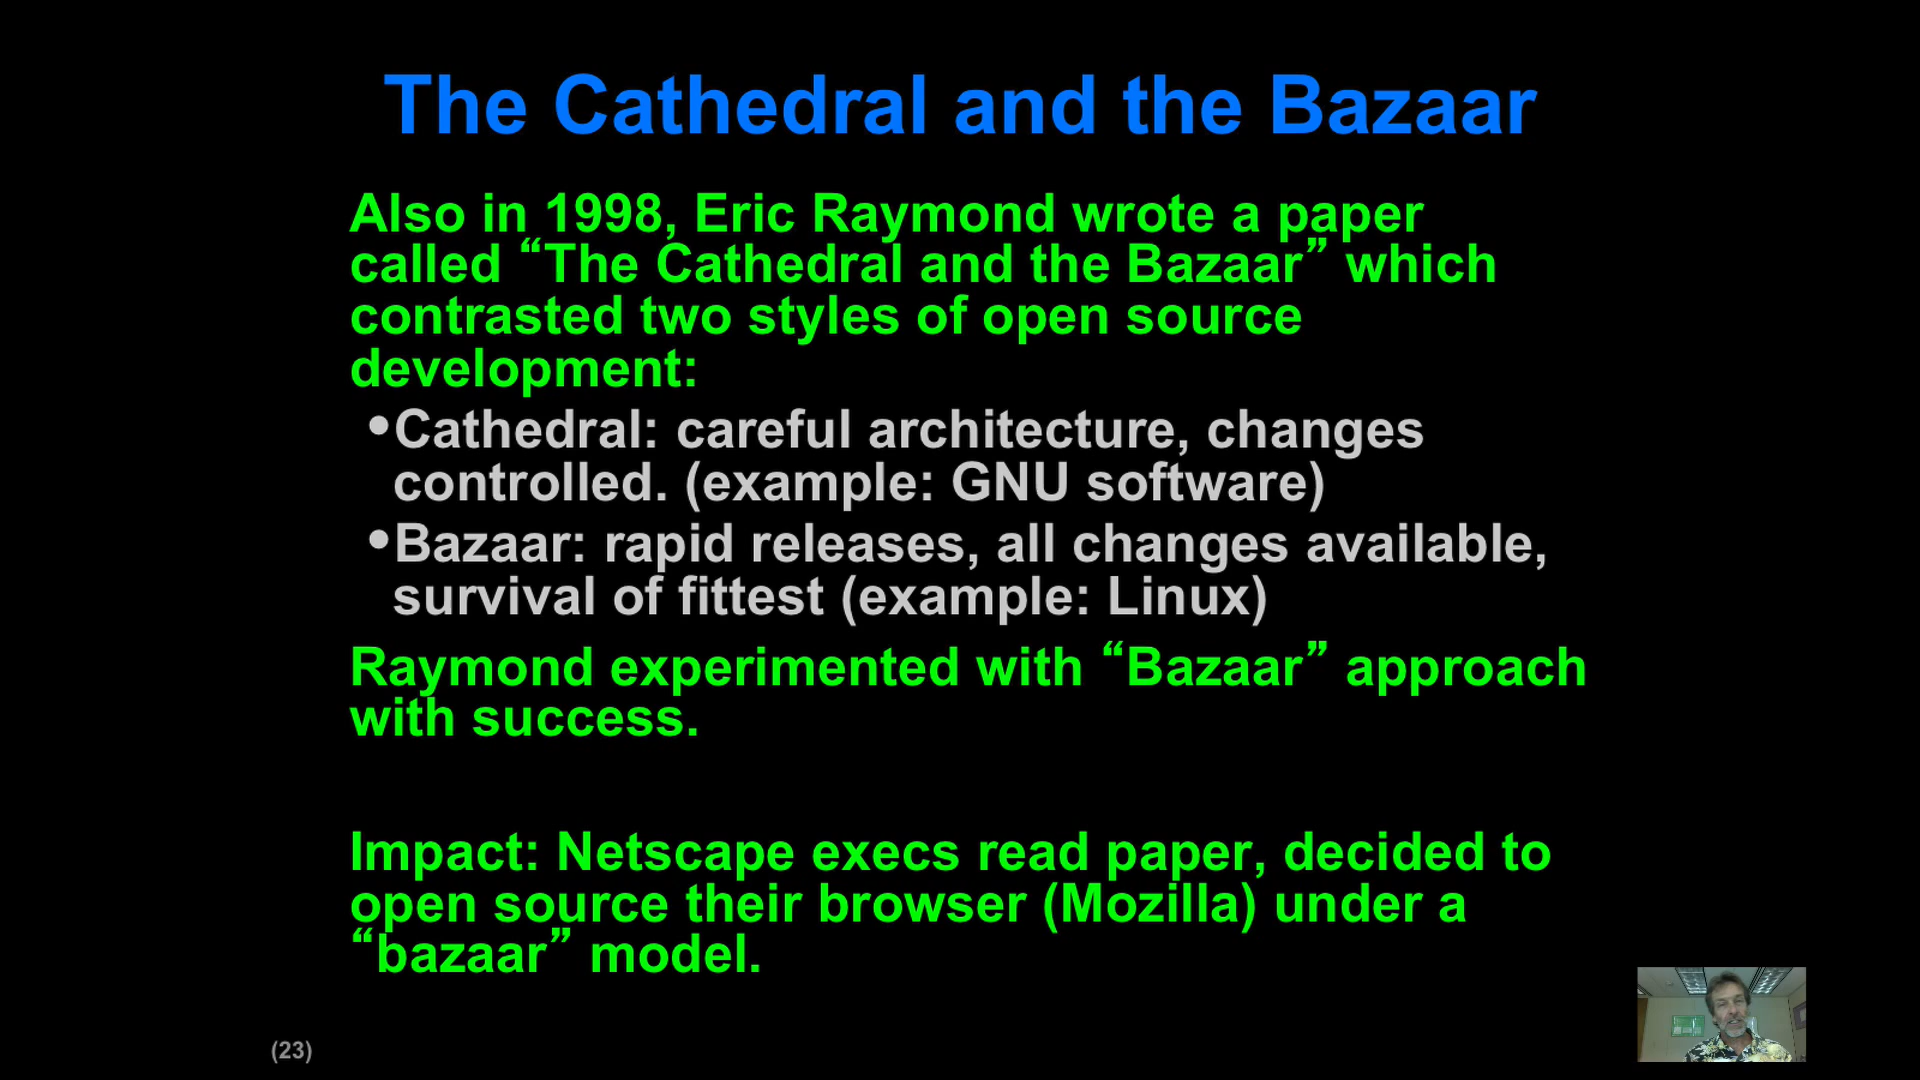 The Cathedral and the Bazaar
Also in 1998, Eric Raymond wrote a paper
called “The Cathedral and the Bazaar” which
contrasted two styles of open source
development:
•Cathedral: careful architecture, changes
controlled. (example: GNU software)
•Bazaar: rapid releases, all changes available,
survival of fittest (example: Linux)
Raymond experimented with “Bazaar” approach
with success.
Impact: Netscape execs read paper, decided to
open source their browser (Mozilla) under a
“bazaar” model.
(23)